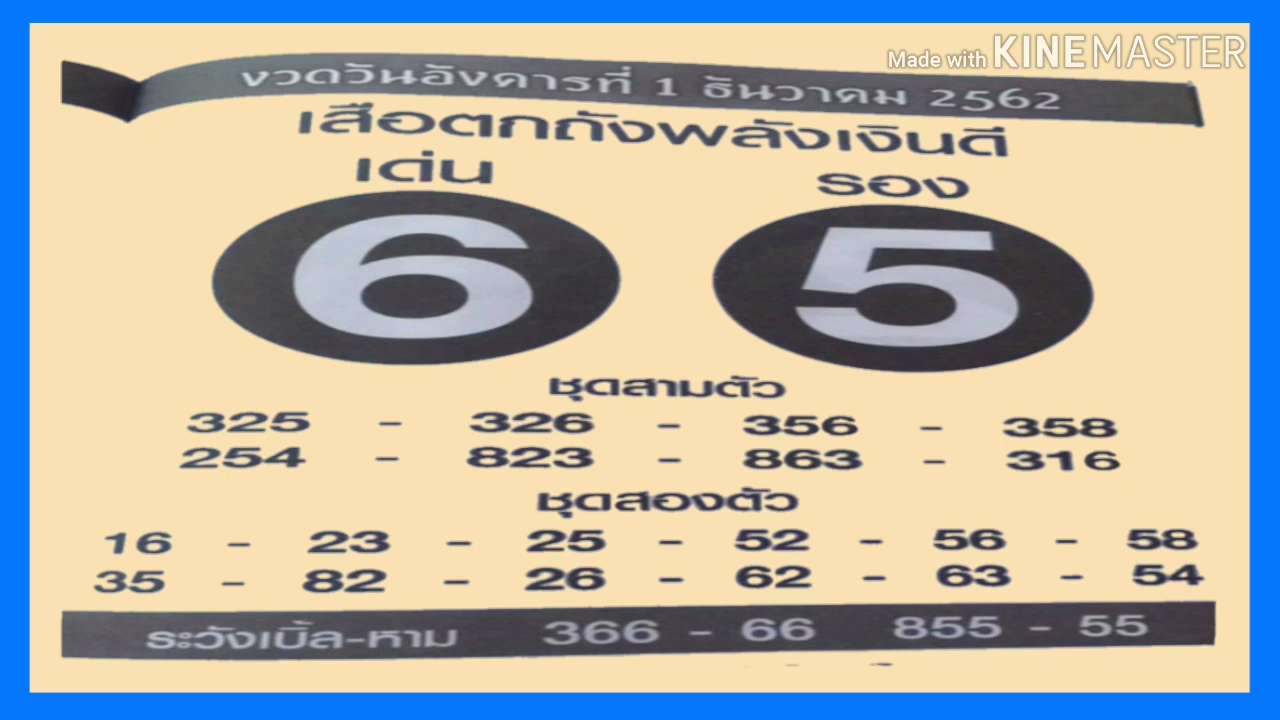 Made with KINEMASTER
งวดวันอังคารที่ 1 ธันวาคม 2562
เสือตกถังพลังเงินดี
เด่น รอง
6 5
ชุดสามตัว
325 - 326 - 356 - 358
254 - 823 - 863 - 316
ชุดสองตัว
16 - 23 - 25 - 52 - 56 - 58
35 - 82 - 26 - 62 - 63 - 54
ระวังเบิ้ล-หาม 366 - 66 855 - 55